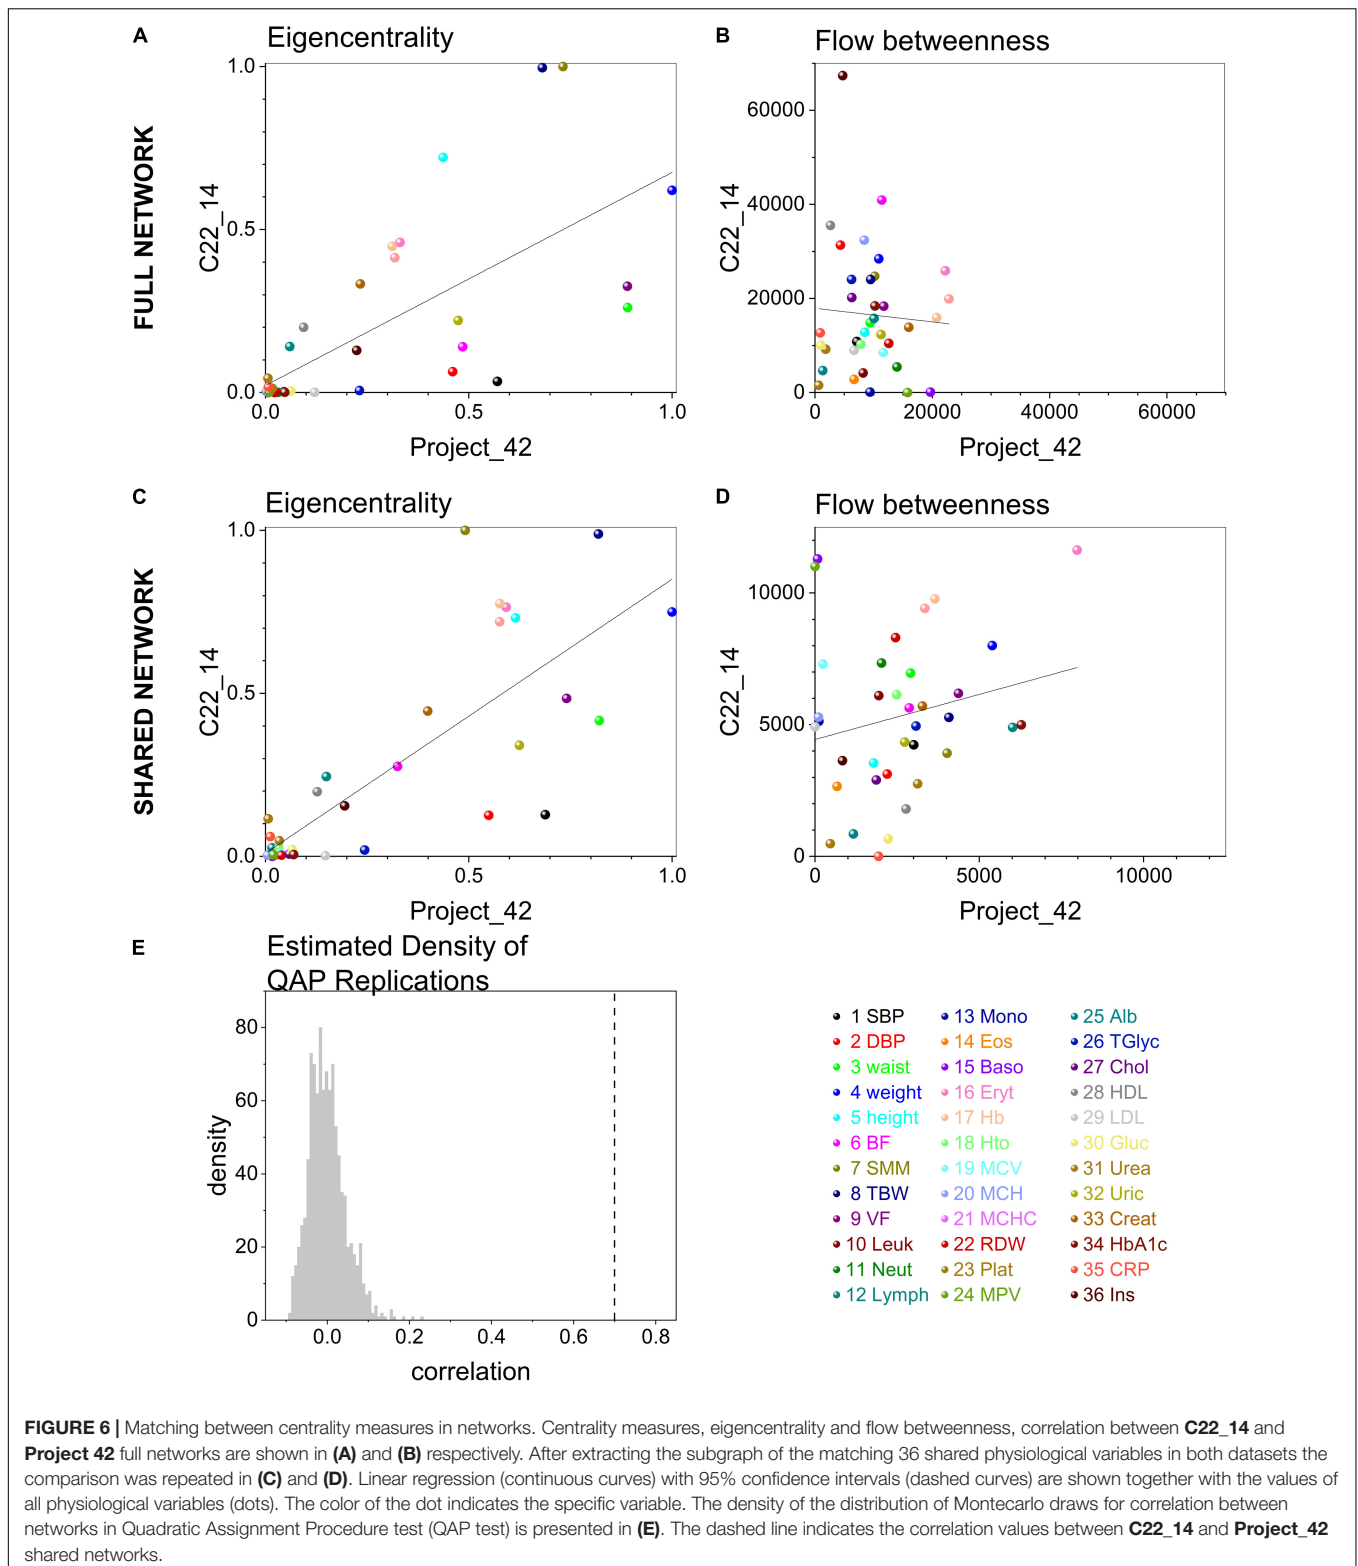 A
Eigencentrality
FULL NETWORK
C22_14
1.0
0.5
0.0
0.0 0.5 1.0
Project_42
B
Flow betweenness
C22_14
60000
40000
20000
0
0 20000 40000 60000
Project_42
C
Eigencentrality
SHARED NETWORK
C22_14
1.0
0.5
0.0
0.0 0.5 1.0
Project_42
D
Flow betweenness
C22_14
10000
5000
0
0 5000 10000
Project_42
E
Estimated Density of
QAP Replications
density
80
60
40
20
0
0.0 0.2 0.4 0.6 0.8
correlation
1 SBP
2 DBP
3 waist
4 weight
5 height
6 BF
7 SMM
8 TBW
9 VF
10 Leuk
11 Neut
12 Lymph
13 Mono
14 Eos
15 Baso
16 Eryt
17 Hb
18 Hto
19 MCV
20 MCH
21 MCHC
22 RDW
23 Plat
24 MPV
25 Alb
26 TGlyc
27 Chol
28 HDL
29 LDL
30 Gluc
31 Urea
32 Uric
33 Creat
34 HbA1c
35 CRP
36 Ins
FIGURE 6 | Matching between centrality measures in networks. Centrality measures, eigencentrality and flow betweenness, correlation between C22_14 and
Project 42 full networks are shown in (A) and (B) respectively. After extracting the subgraph of the matching 36 shared physiological variables in both datasets the
comparison was repeated in (C) and (D). Linear regression (continuous curves) with 95% confidence intervals (dashed curves) are shown together with the values of
all physiological variables (dots). The color of the dot indicates the specific variable. The density of the distribution of Montecarlo draws for correlation between
networks in Quadratic Assignment Procedure test (QAP test) is presented in (E). The dashed line indicates the correlation values between C22_14 and Project_42
shared networks.